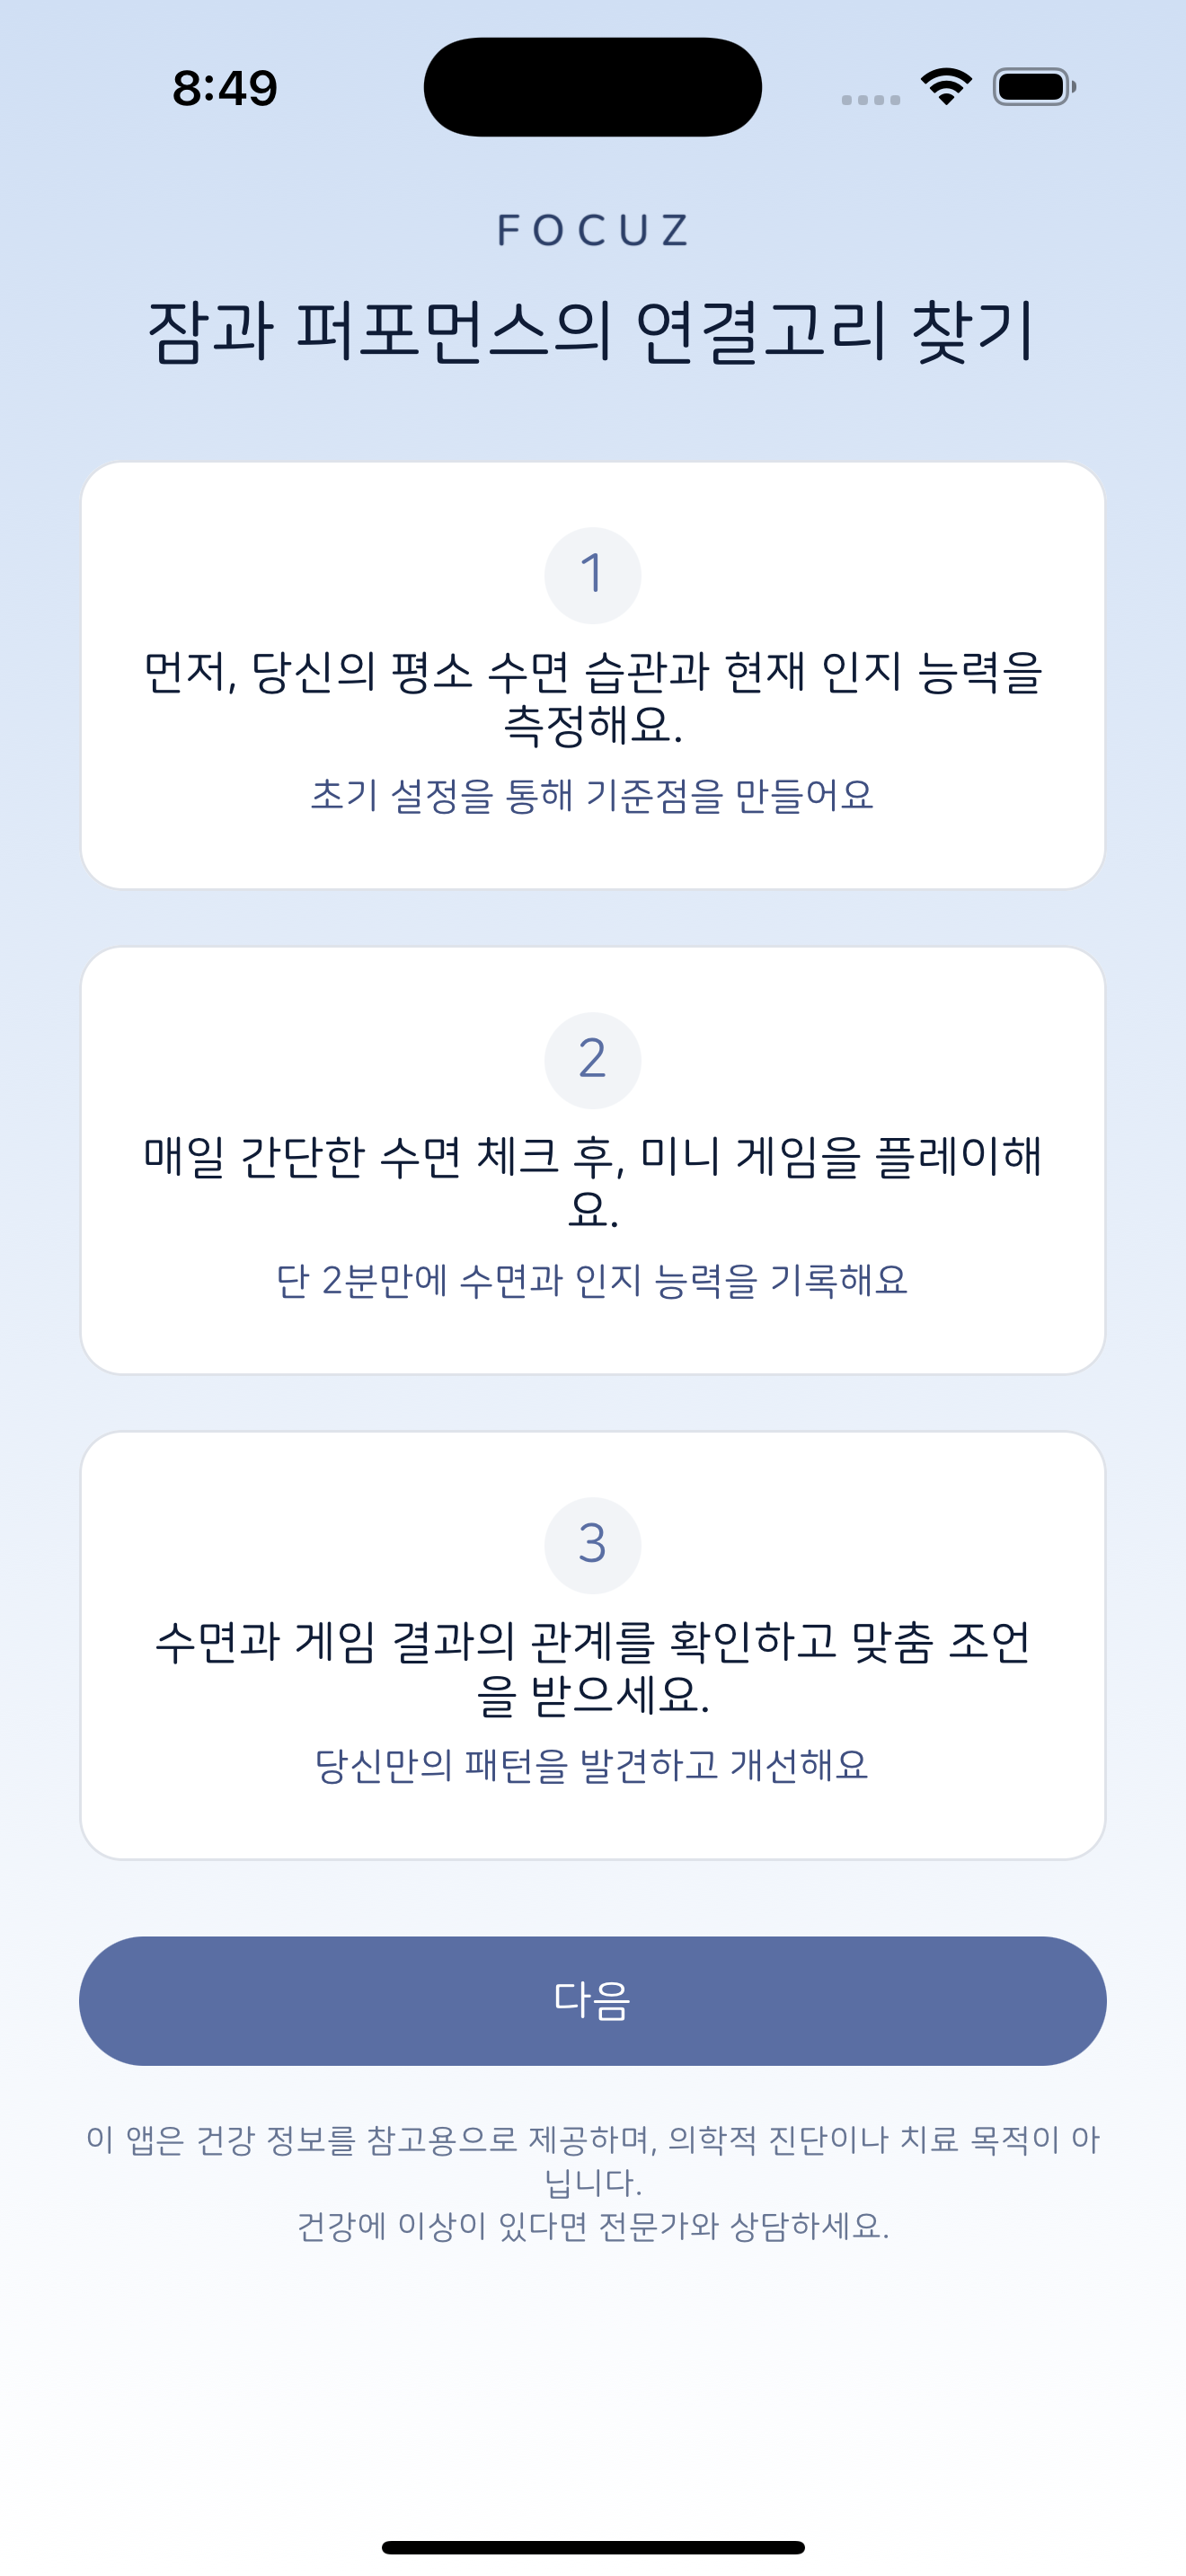 8:49
FOCUZ
잠과 퍼포먼스의 연결고리 찾기
1
먼저, 당신의 평소 수면 습관과 현재 인지 능력을
측정해요.
초기 설정을 통해 기준점을 만들어요
2
매일 간단한 수면 체크 후, 미니 게임을 플레이해
요.
단 2분만에 수면과 인지 능력을 기록해요
3
수면과 게임 결과의 관계를 확인하고 맞춤 조언
을 받으세요.
당신만의 패턴을 발견하고 개선해요
다음
이 앱은 건강 정보를 참고용으로 제공하며, 의학적 진단이나 치료 목적이 아
닙니다.
건강에 이상이 있다면 전문가와 상담하세요.